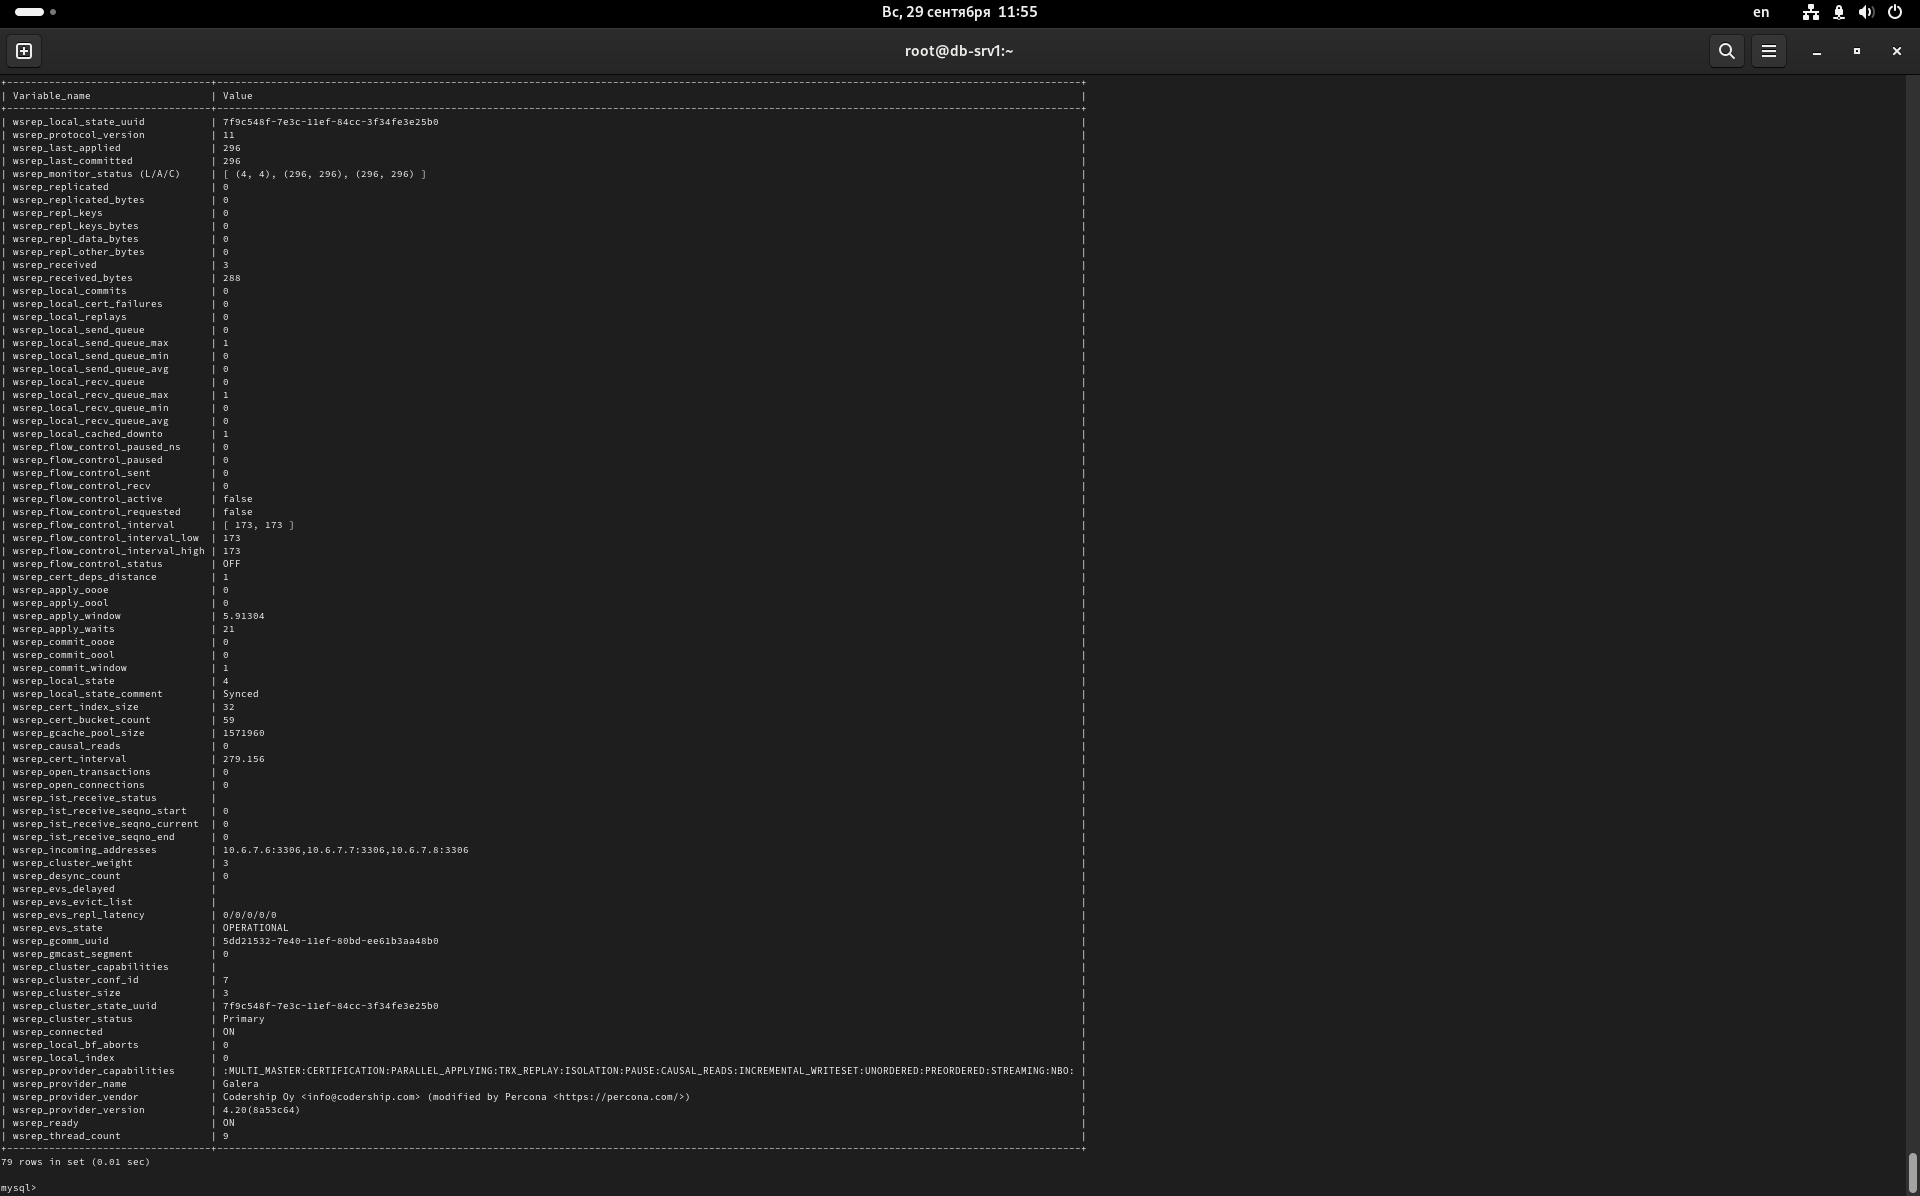 Вс, 29 сентября 11:55
en
root@db-srv1:~
+-----------------------------------+------------------------------------------------------------------------------------------------------------------------------------------------+
| Variable_name | Value |
+-----------------------------------+------------------------------------------------------------------------------------------------------------------------------------------------+
| wsrep_local_state_uuid | 7f9c548f-7e3c-11ef-84cc-3f34fe3e25b0 |
| wsrep_protocol_version | 11 |
| wsrep_last_applied | 296 |
| wsrep_last_committed | 296 |
| wsrep_monitor_status (L/A/C) | [ (4, 4), (296, 296), (296, 296) ] |
| wsrep_replicated | 0 |
| wsrep_replicated_bytes | 0 |
| wsrep_repl_keys | 0 |
| wsrep_repl_keys_bytes | 0 |
| wsrep_repl_data_bytes | 0 |
| wsrep_repl_other_bytes | 0 |
| wsrep_received | 3 |
| wsrep_received_bytes | 288 |
| wsrep_local_commits | 0 |
| wsrep_local_cert_failures | 0 |
| wsrep_local_replays | 0 |
| wsrep_local_send_queue | 0 |
| wsrep_local_send_queue_max | 1 |
| wsrep_local_send_queue_min | 0 |
| wsrep_local_send_queue_avg | 0 |
| wsrep_local_recv_queue | 0 |
| wsrep_local_recv_queue_max | 1 |
| wsrep_local_recv_queue_min | 0 |
| wsrep_local_recv_queue_avg | 0 |
| wsrep_local_cached_downto | 1 |
| wsrep_flow_control_paused_ns | 0 |
| wsrep_flow_control_paused | 0 |
| wsrep_flow_control_sent | 0 |
| wsrep_flow_control_recv | 0 |
| wsrep_flow_control_active | false |
| wsrep_flow_control_requested | false |
| wsrep_flow_control_interval | [ 173, 173 ] |
| wsrep_flow_control_interval_low | 173 |
| wsrep_flow_control_interval_high | 173 |
| wsrep_flow_control_status | OFF |
| wsrep_cert_deps_distance | 1 |
| wsrep_apply_oooe | 0 |
| wsrep_apply_oool | 0 |
| wsrep_apply_window | 5.91304 |
| wsrep_apply_waits | 21 |
| wsrep_commit_oooe | 0 |
| wsrep_commit_oool | 0 |
| wsrep_commit_window | 1 |
| wsrep_local_state | 4 |
| wsrep_local_state_comment | Synced |
| wsrep_cert_index_size | 32 |
| wsrep_cert_bucket_count | 59 |
| wsrep_gcache_pool_size | 1571960 |
| wsrep_causal_reads | 0 |
| wsrep_cert_interval | 279.156 |
| wsrep_open_transactions | 0 |
| wsrep_open_connections | 0 |
| wsrep_ist_receive_status | |
| wsrep_ist_receive_seqno_start | 0 |
| wsrep_ist_receive_seqno_current | 0 |
| wsrep_ist_receive_seqno_end | 0 |
| wsrep_incoming_addresses | 10.6.7.6:3306,10.6.7.7:3306,10.6.7.8:3306 |
| wsrep_cluster_weight | 3 |
| wsrep_desync_count | 0 |
| wsrep_evs_delayed | |
| wsrep_evs_evict_list | |
| wsrep_evs_repl_latency | 0/0/0/0/0 |
| wsrep_evs_state | OPERATIONAL |
| wsrep_gcomm_uuid | 5dd21532-7e40-11ef-80bd-ee61b3aa48b0 |
| wsrep_gmcast_segment | 0 |
| wsrep_cluster_capabilities | |
| wsrep_cluster_conf_id | 7 |
| wsrep_cluster_size | 3 |
| wsrep_cluster_state_uuid | 7f9c548f-7e3c-11ef-84cc-3f34fe3e25b0 |
| wsrep_cluster_status | Primary |
| wsrep_connected | ON |
| wsrep_local_bf_aborts | 0 |
| wsrep_local_index | 0 |
| wsrep_provider_capabilities | :MULTI_MASTER:CERTIFICATION:PARALLEL_APPLYING:TRX_REPLAY:ISOLATION:PAUSE:CAUSAL_READS:INCREMENTAL_WRITESET:UNORDERED:PREORDERED:STREAMING:NBO: |
| wsrep_provider_name | Galera |
| wsrep_provider_vendor | Codership Oy <info@codership.com> (modified by Percona <https://percona.com/>) |
| wsrep_provider_version | 4.20(8a53c64) |
| wsrep_ready | ON |
| wsrep_thread_count | 9 |
+-----------------------------------+------------------------------------------------------------------------------------------------------------------------------------------------+
79 rows in set (0.01 sec)
mysql>